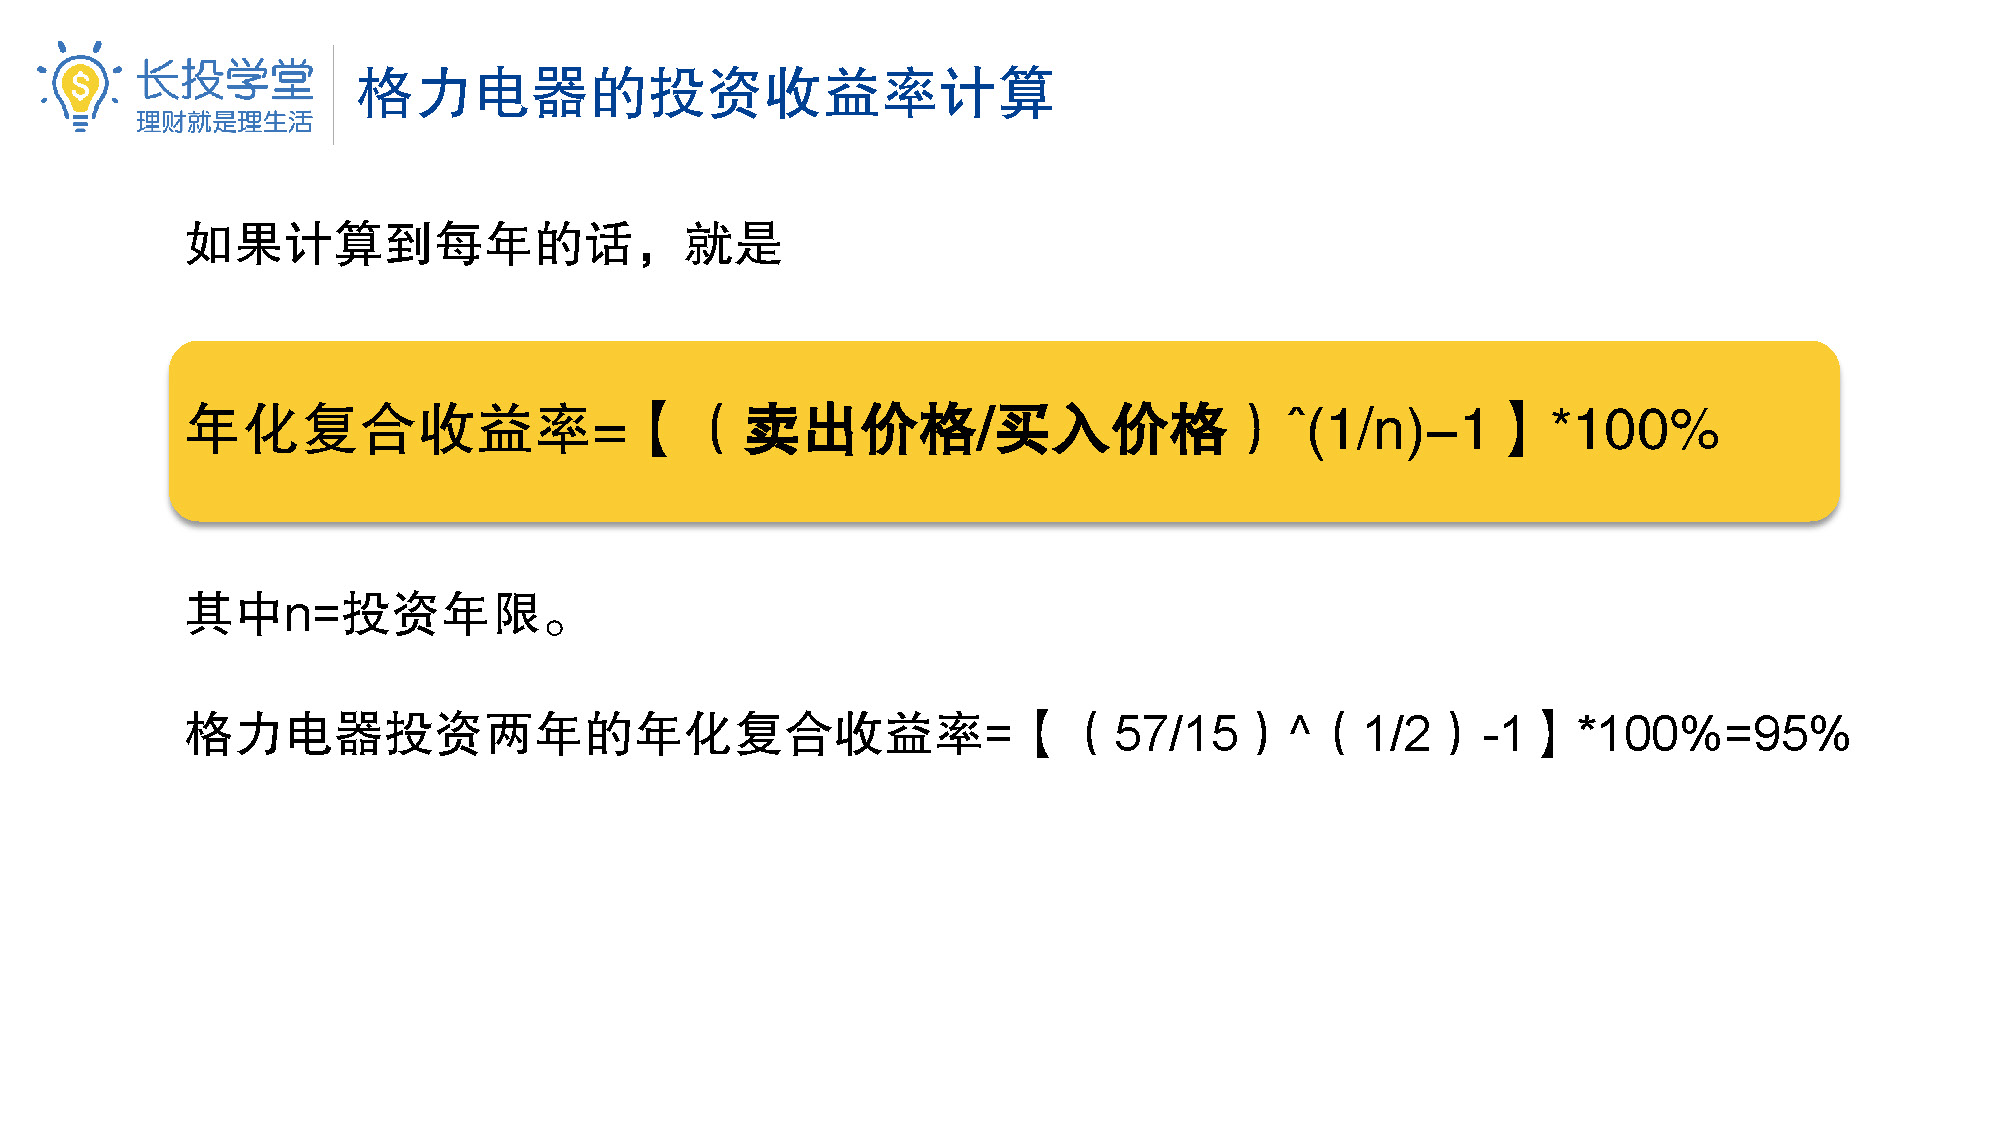 长投学堂
理财就是理生活
格力电器的投资收益率计算
如果计算到每年的话，就是
年化复合收益率=【（卖出价格/买入价格）ˆ(1/n)–1】*100%
其中n=投资年限。
格力电器投资两年的年化复合收益率=【（57/15）^（1/2）-1】*100%=95%